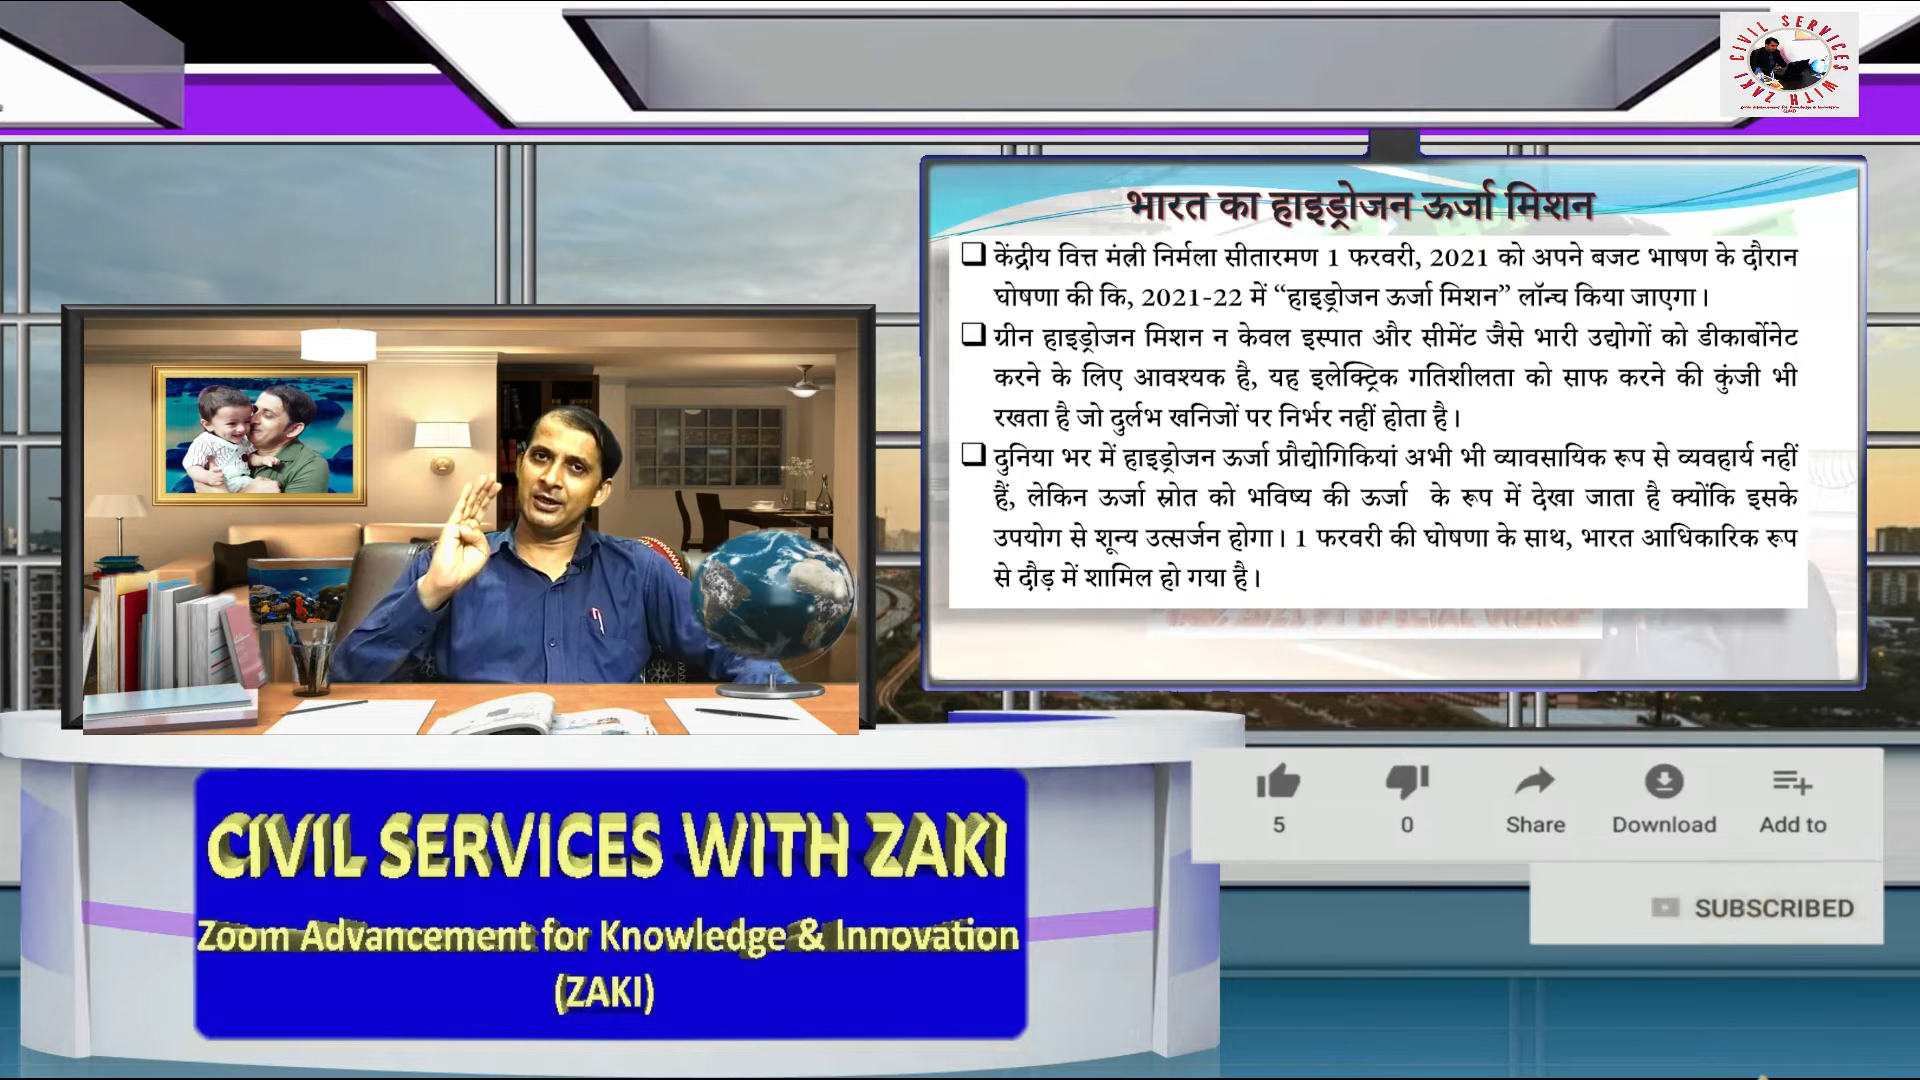 CIVIL SERVICES WITH ZAKI
भारत का हाइड्रोजन ऊर्जा मिशन
केंद्रीय वित्त मंत्री निर्मला सीतारमण 1 फरवरी, 2021 को अपने बजट भाषण के दौरान
घोषणा की कि, 2021-22 में “हाइड्रोजन ऊर्जा मिशन” लॉन्च किया जाएगा।
ग्रीन हाइड्रोजन मिशन न केवल इस्पात और सीमेंट जैसे भारी उद्योगों को डीकार्बोनेट
करने के लिए आवश्यक है, यह इलेक्ट्रिक गतिशीलता को साफ करने की कुंजी भी
रखता है जो दुर्लभ खनिजों पर निर्भर नहीं होता है।
दुनिया भर में हाइड्रोजन ऊर्जा प्रौद्योगिकियां अभी भी व्यावसायिक रूप से व्यवहार्य नहीं
हैं, लेकिन ऊर्जा स्रोत को भविष्य की ऊर्जा के रूप में देखा जाता है क्योंकि इसके
उपयोग से शून्य उत्सर्जन होगा। 1 फरवरी की घोषणा के साथ, भारत आधिकारिक रूप
से दौड़ में शामिल हो गया है।
CIVIL SERVICES WITH ZAKI
Zoom Advancement for Knowledge & Innovation
(ZAKI)
5 0 Share Download Add to
SUBSCRIBED